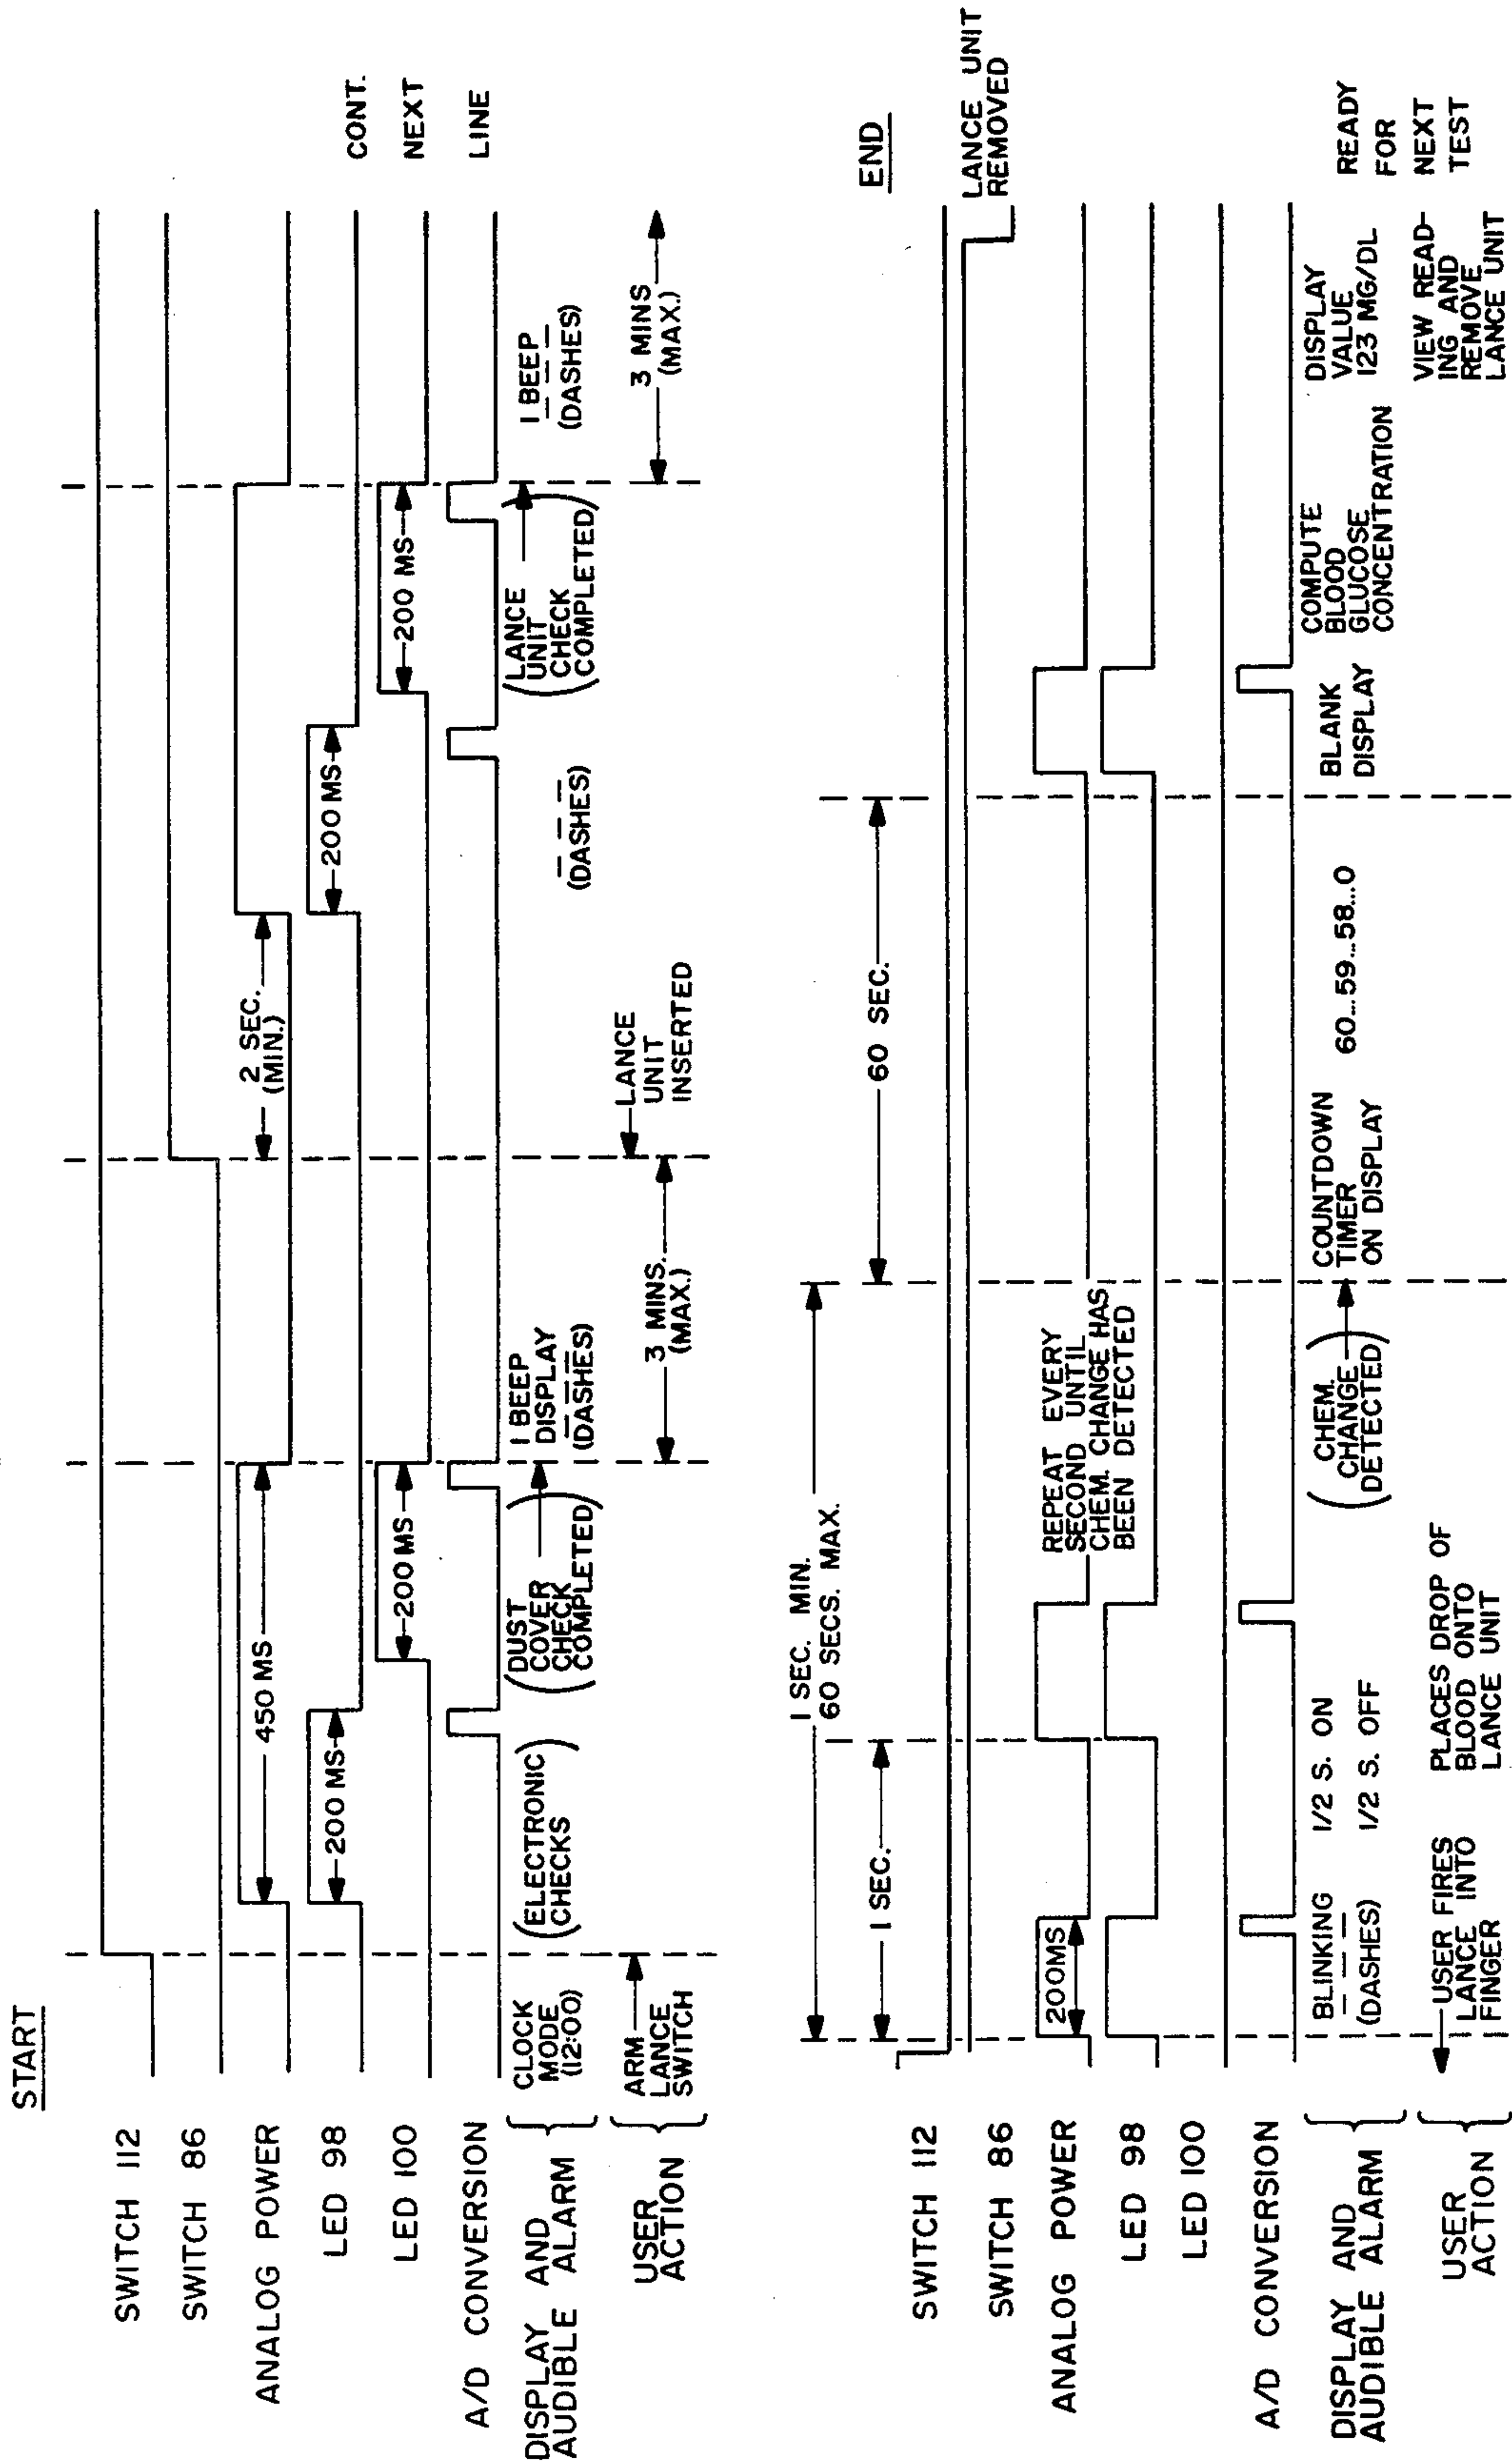 START
SWITCH 112
SWITCH 86
ANALOG POWER
450 MS
2 SEC.
(MIN.)
LED 98
200 MS
200 MS
CONT.
LED 100
200 MS
200 MS
NEXT
A/D CONVERSION
LINE
DISPLAY AND
AUDIBLE ALARM
CLOCK
MODE
(12:00)
(ELECTRONIC
CHECKS)
(DUST
COVER
CHECK
COMPLETED)
1 BEEP
DISPLAY
(DASHES)
(DASHES)
(LANCE
UNIT
CHECK
COMPLETED)
1 BEEP
(DASHES)
USER
ACTION
ARM
LANCE
SWITCH
3 MINS.
(MAX.)
LANCE
UNIT
INSERTED
3 MINS
(MAX.)
1 SEC. MIN.
60 SECS. MAX.
1 SEC.
60 SEC.
END
SWITCH 112
SWITCH 86
LANCE UNIT
REMOVED
ANALOG POWER
200MS
REPEAT EVERY
SECOND UNTIL
CHEM. CHANGE HAS
BEEN DETECTED
LED 98
LED 100
A/D CONVERSION
DISPLAY AND
AUDIBLE ALARM
BLINKING
(DASHES)
1/2 S. ON
1/2 S. OFF
(CHEM.
CHANGE
DETECTED)
COUNTDOWN
TIMER
ON DISPLAY
60...59...58...0
BLANK
DISPLAY
COMPUTE
BLOOD
GLUCOSE
CONCENTRATION
DISPLAY
VALUE
123 MG/DL
READY
FOR
NEXT
TEST
USER
ACTION
USER FIRES
LANCE INTO
FINGER
PLACES DROP OF
BLOOD ONTO
LANCE UNIT
VIEW READ-
ING AND
REMOVE
LANCE UNIT